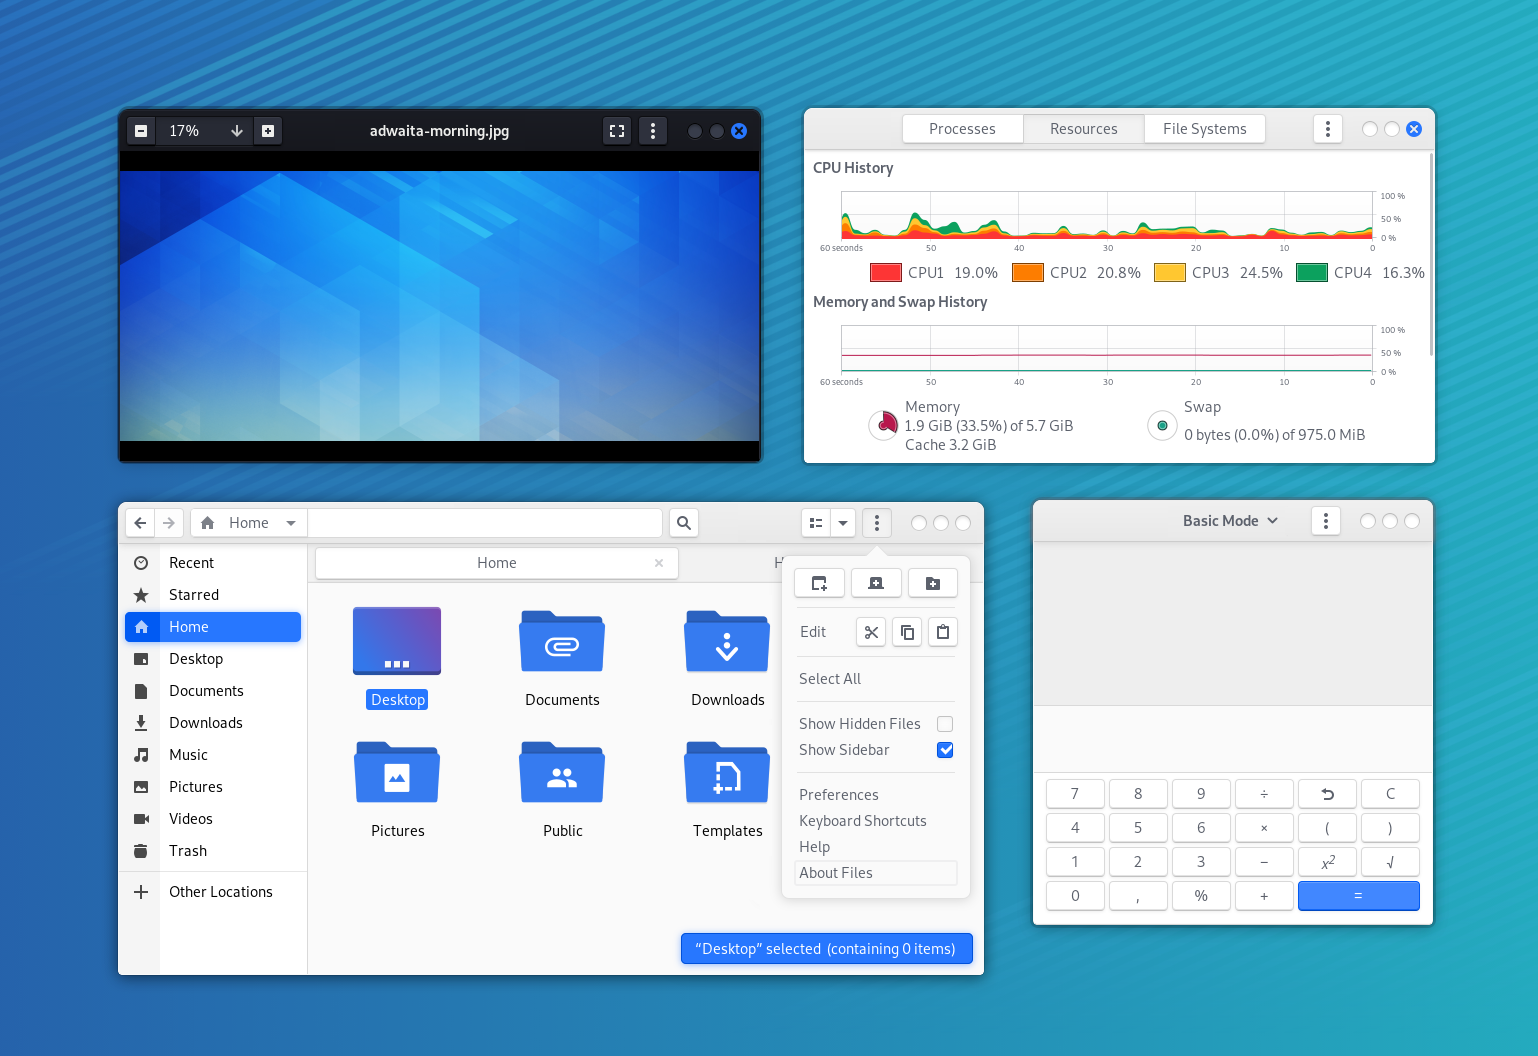 17%
adwaita-morning.jpg
Processes
Resources
File Systems
CPU History
100 %
50 %
0 %
60 seconds
50
40
30
20
10
0
CPU1 19.0%
CPU2 20.8%
CPU3 24.5%
CPU4 16.3%
Memory and Swap History
100 %
50 %
0 %
60 seconds
50
40
30
20
10
0
Memory
1.9 GiB (33.5%) of 5.7 GiB
Cache 3.2 GiB
Swap
0 bytes (0.0%) of 975.0 MiB
Home
Recent
Starred
Home
Desktop
Documents
Downloads
Music
Pictures
Videos
Trash
Other Locations
Home
Desktop
Documents
Downloads
Pictures
Public
Templates
Edit
Select All
Show Hidden Files
Show Sidebar
Preferences
Keyboard Shortcuts
Help
About Files
“Desktop” selected (containing 0 items)
Basic Mode
7 8 9 ÷ C
4 5 6 × ( )
1 2 3 − x² √
0 , % + =